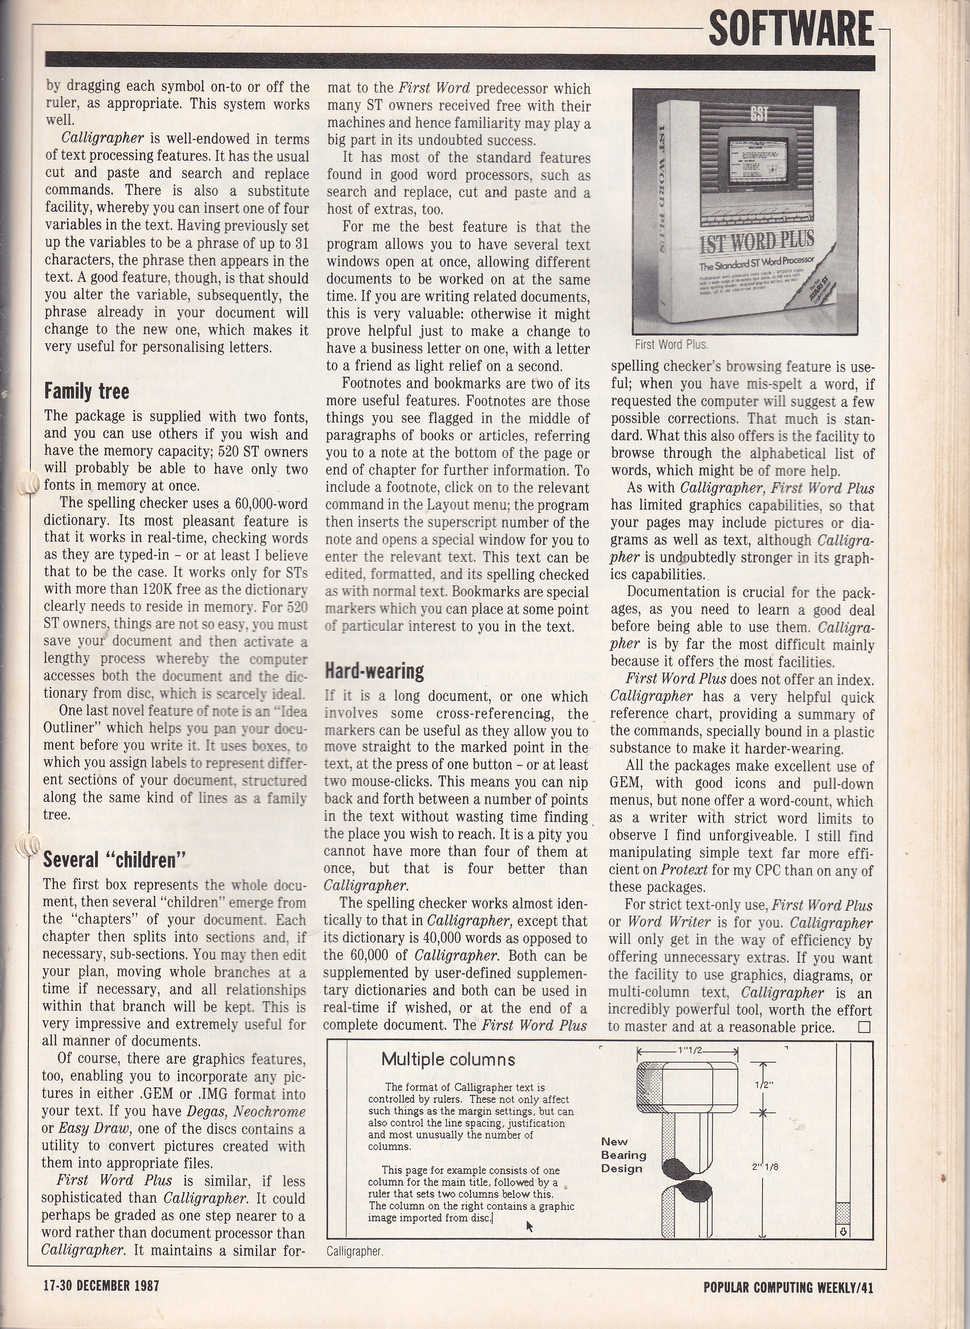 SOFTWARE
by dragging each symbol on-to or off the
ruler, as appropriate. This system works
well.
Calligrapher is well-endowed in terms
of text processing features. It has the usual
cut and paste and search and replace
commands. There is also a substitute
facility, whereby you can insert one of four
variables in the text. Having previously set
up the variables to be a phrase of up to 31
characters, the phrase then appears in the
text. A good feature, though, is that should
you alter the variable, subsequently, the
phrase already in your document will
change to the new one, which makes it
very useful for personalising letters.
Family tree
The package is supplied with two fonts,
and you can use others if you wish and
have the memory capacity; 520 ST owners
will probably be able to have only two
fonts in memory at once.
The spelling checker uses a 60,000-word
dictionary. Its most pleasant feature is
that it works in real-time, checking words
as they are typed-in – or at least I believe
that to be the case. It works only for STs
with more than 120K free as the dictionary
clearly needs to reside in memory. For 520
ST owners, things are not so easy, you must
save your document and then activate a
lengthy process whereby the computer
accesses both the document and the dic-
tionary from disc, which is scarcely ideal.
One last novel feature of note is an "Idea
Outliner" which helps you pan your docu-
ment before you write it. It uses boxes, to
which you assign labels to represent differ-
ent sections of your document, structured
along the same kind of lines as a family
tree.
Several "children"
The first box represents the whole docu-
ment, then several "children" emerge from
the "chapters" of your document. Each
chapter then splits into sections and, if
necessary, sub-sections. You may then edit
your plan, moving whole branches at a
time if necessary, and all relationships
within that branch will be kept. This is
very impressive and extremely useful for
all manner of documents.
Of course, there are graphics features,
too, enabling you to incorporate any pic-
tures in either .GEM or .IMG format into
your text. If you have Degas, Neochrome
or Easy Draw, one of the discs contains a
utility to convert pictures created with
them into appropriate files.
First Word Plus is similar, if less
sophisticated than Calligrapher. It could
perhaps be graded as one step nearer to a
word rather than document processor than
Calligrapher. It maintains a similar for-
mat to the First Word predecessor which
many ST owners received free with their
machines and hence familiarity may play a
big part in its undoubted success.
It has most of the standard features
found in good word processors, such as
search and replace, cut and paste and a
host of extras, too.
For me the best feature is that the
program allows you to have several text
windows open at once, allowing different
documents to be worked on at the same
time. If you are writing related documents,
this is very valuable: otherwise it might
prove helpful just to make a change to
have a business letter on one, with a letter
to a friend as light relief on a second.
Footnotes and bookmarks are two of its
more useful features. Footnotes are those
things you see flagged in the middle of
paragraphs of books or articles, referring
you to a note at the bottom of the page or
end of chapter for further information. To
include a footnote, click on to the relevant
command in the Layout menu; the program
then inserts the superscript number of the
note and opens a special window for you to
enter the relevant text. This text can be
edited, formatted, and its spelling checked
as with normal text. Bookmarks are special
markers which you can place at some point
of particular interest to you in the text.
Hard-wearing
If it is a long document, or one which
involves some cross-referencing, the
markers can be useful as they allow you to
move straight to the marked point in the
text, at the press of one button – or at least
two mouse-clicks. This means you can nip
back and forth between a number of points
in the text without wasting time finding
the place you wish to reach. It is a pity you
cannot have more than four of them at
once, but that is four better than
Calligrapher.
The spelling checker works almost iden-
tically to that in Calligrapher, except that
its dictionary is 40,000 words as opposed to
the 60,000 of Calligrapher. Both can be
supplemented by user-defined supplemen-
tary dictionaries and both can be used in
real-time if wished, or at the end of a
complete document. The First Word Plus
GST
1ST WORD PLUS
1ST WORD PLUS
The Standard ST Word Processor
ATARI ST
First Word Plus.
spelling checker's browsing feature is use-
ful; when you have mis-spelt a word, if
requested the computer will suggest a few
possible corrections. That much is stan-
dard. What this also offers is the facility to
browse through the alphabetical list of
words, which might be of more help.
As with Calligrapher, First Word Plus
has limited graphics capabilities, so that
your pages may include pictures or dia-
grams as well as text, although Calligra-
pher is undoubtedly stronger in its graph-
ics capabilities.
Documentation is crucial for the pack-
ages, as you need to learn a good deal
before being able to use them. Calligra-
pher is by far the most difficult mainly
because it offers the most facilities.
First Word Plus does not offer an index.
Calligrapher has a very helpful quick
reference chart, providing a summary of
the commands, specially bound in a plastic
substance to make it harder-wearing.
All the packages make excellent use of
GEM, with good icons and pull-down
menus, but none offer a word-count, which
as a writer with strict word limits to
observe I find unforgiveable. I still find
manipulating simple text far more effi-
cient on Protext for my CPC than on any of
these packages.
For strict text-only use, First Word Plus
or Word Writer is for you. Calligrapher
will only get in the way of efficiency by
offering unnecessary extras. If you want
the facility to use graphics, diagrams, or
multi-column text, Calligrapher is an
incredibly powerful tool, worth the effort
to master and at a reasonable price.
Multiple columns
The format of Calligrapher text is
controlled by rulers. These not only affect
such things as the margin settings, but can
also control the line spacing, justification
and most unusually the number of
columns.
This page for example consists of one
column for the main title, followed by a
ruler that sets two columns below this.
The column on the right contains a graphic
image imported from disc.
New
Bearing
Design
1"1/2
1/2"
2"1/8
Calligrapher.
17-30 DECEMBER 1987
POPULAR COMPUTING WEEKLY/41